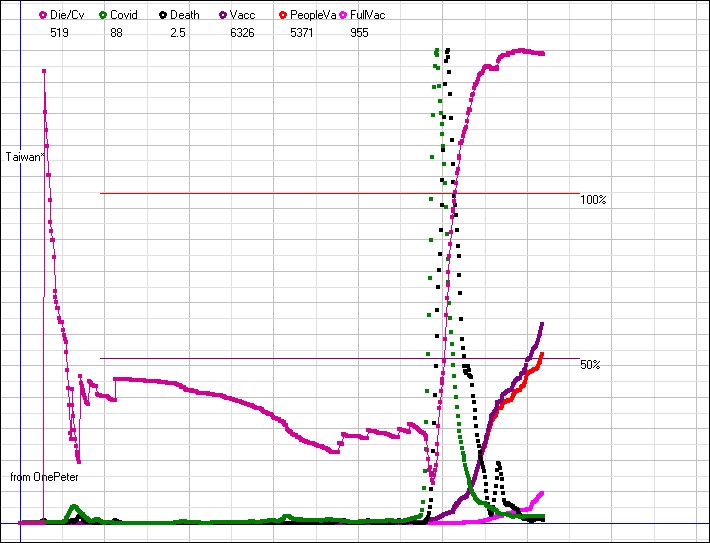 Die/Cv Covid Death Vacc PeopleVa FullVac
519 88 2.5 6326 5371 955
Taiwan*
100%
50%
from OnePeter